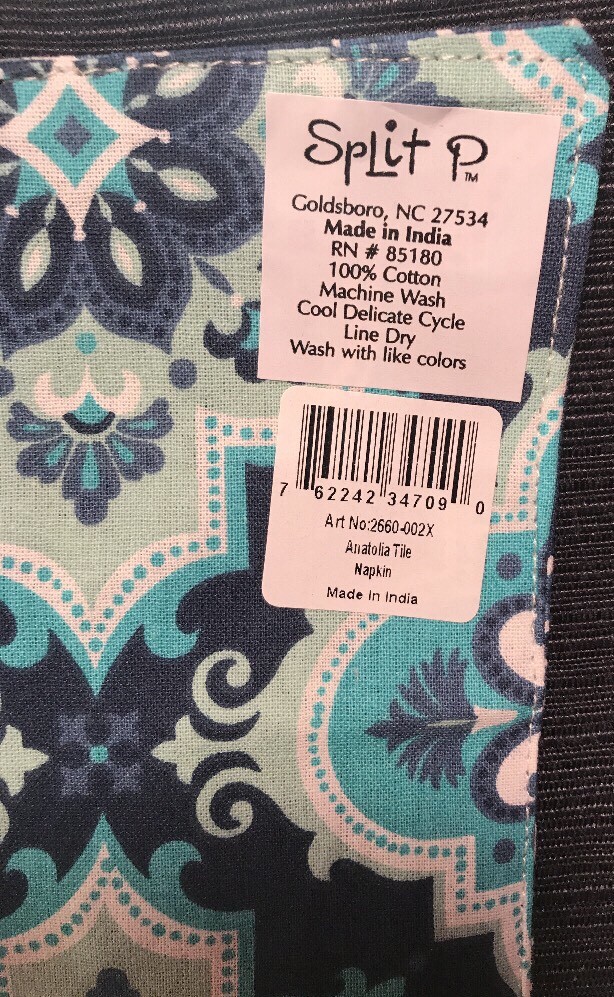 Split P™
Goldsboro, NC 27534
Made in India
RN # 85180
100% Cotton
Machine Wash
Cool Delicate Cycle
Line Dry
Wash with like colors
7 62242 34709 0
Art No:2660-002X
Anatolia Tile
Napkin
Made In India